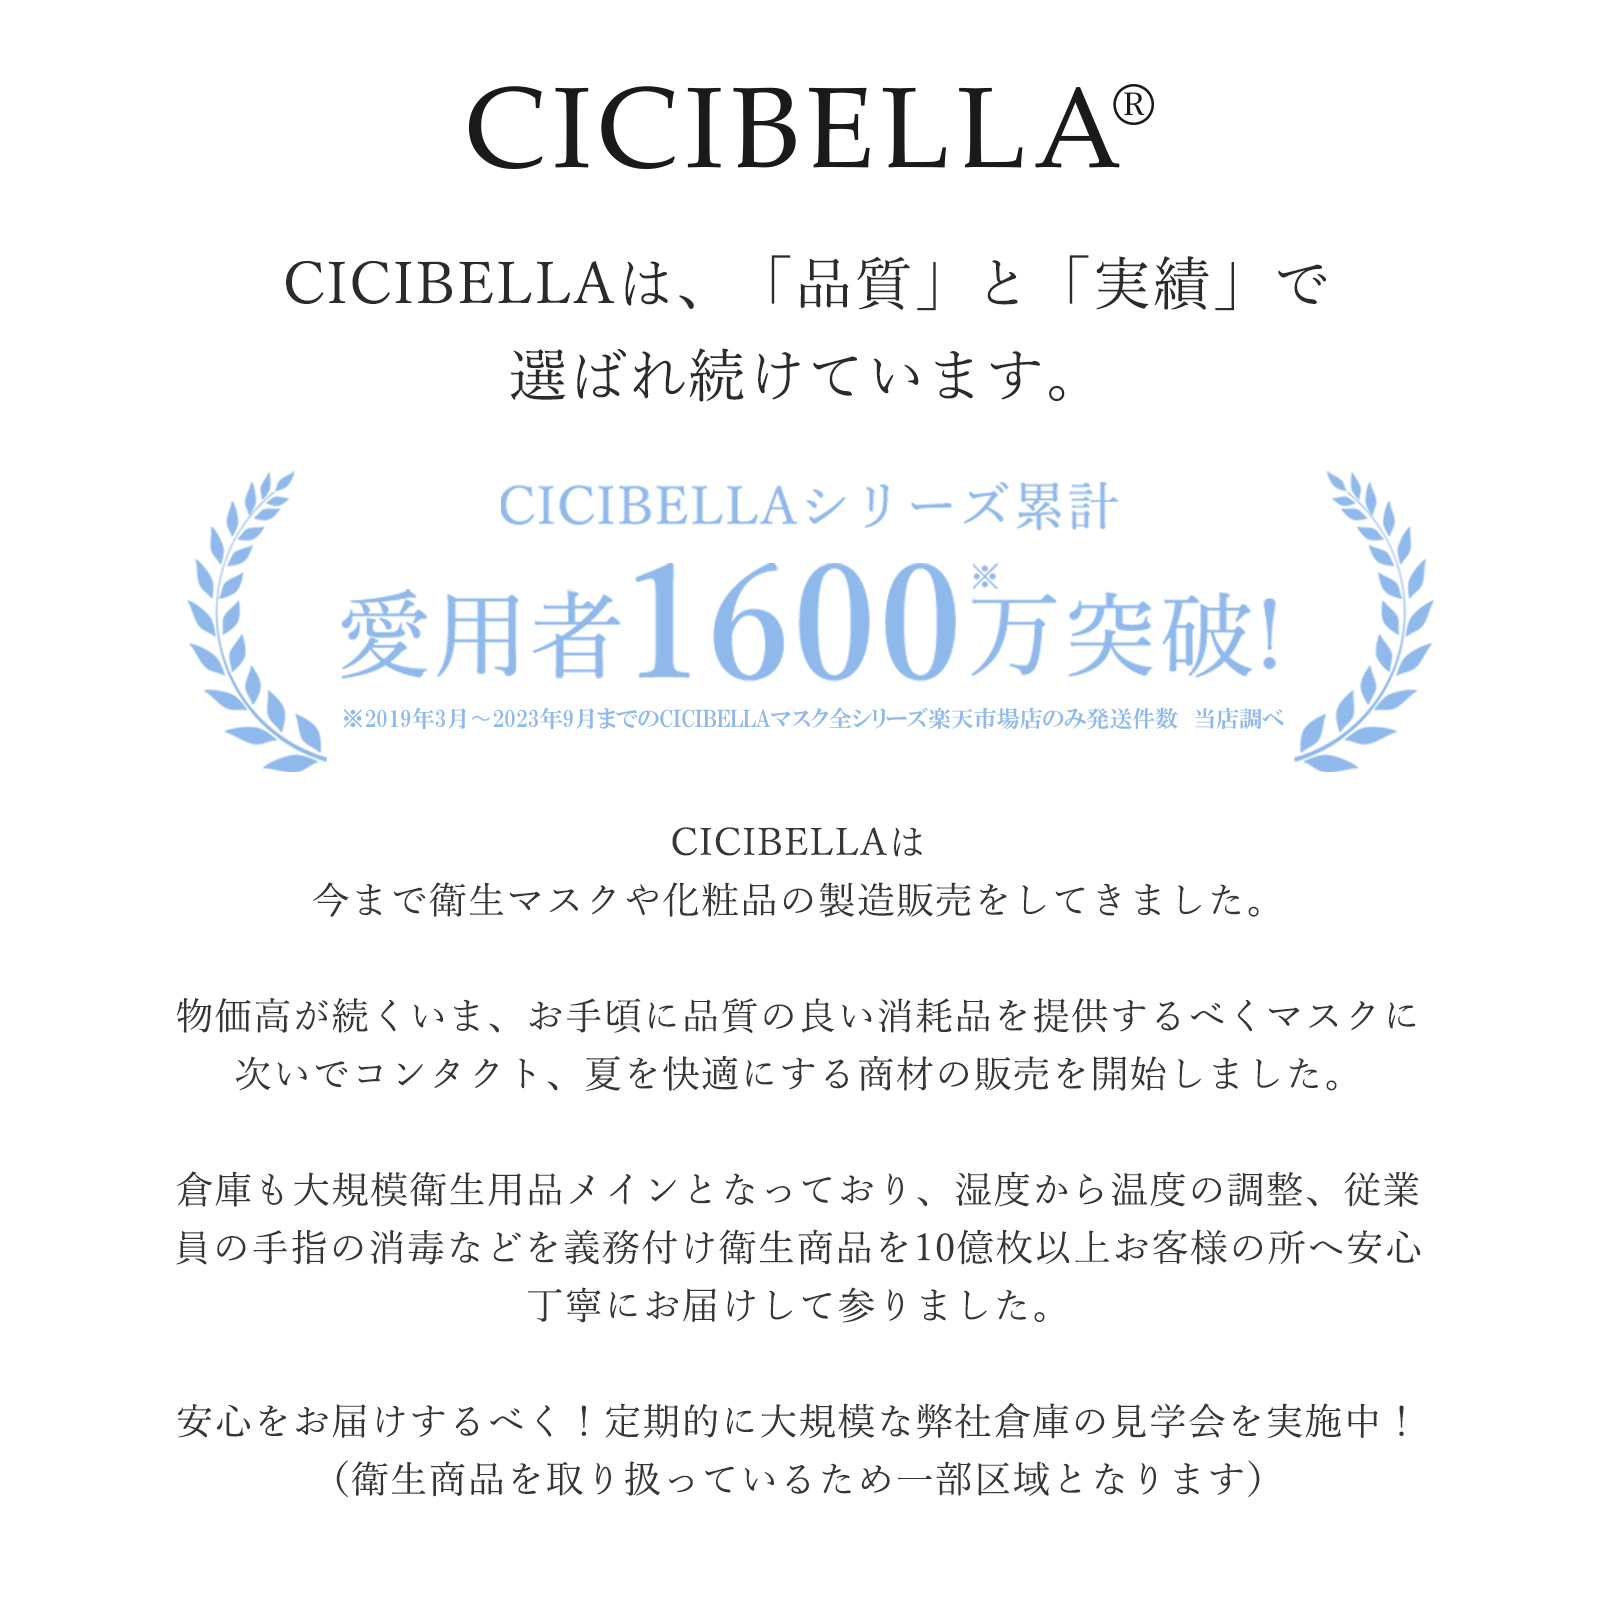 CICIBELLA®
CICIBELLAは、「品質」と「実績」で
選ばれ続けています。
CICIBELLAシリーズ累計
愛用者1600※万突破!
※2019年3月～2023年9月までのCICIBELLAマスク全シリーズ楽天市場店のみ発送件数 当店調べ
CICIBELLAは
今まで衛生マスクや化粧品の製造販売をしてきました。
物価高が続くいま、お手頃に品質の良い消耗品を提供するべくマスクに
次いでコンタクト、夏を快適にする商材の販売を開始しました。
倉庫も大規模衛生用品メインとなっており、湿度から温度の調整、従業
員の手指の消毒などを義務付け衛生商品を10億枚以上お客様の所へ安心
丁寧にお届けして参りました。
安心をお届けするべく！定期的に大規模な弊社倉庫の見学会を実施中！
（衛生商品を取り扱っているため一部区域となります）